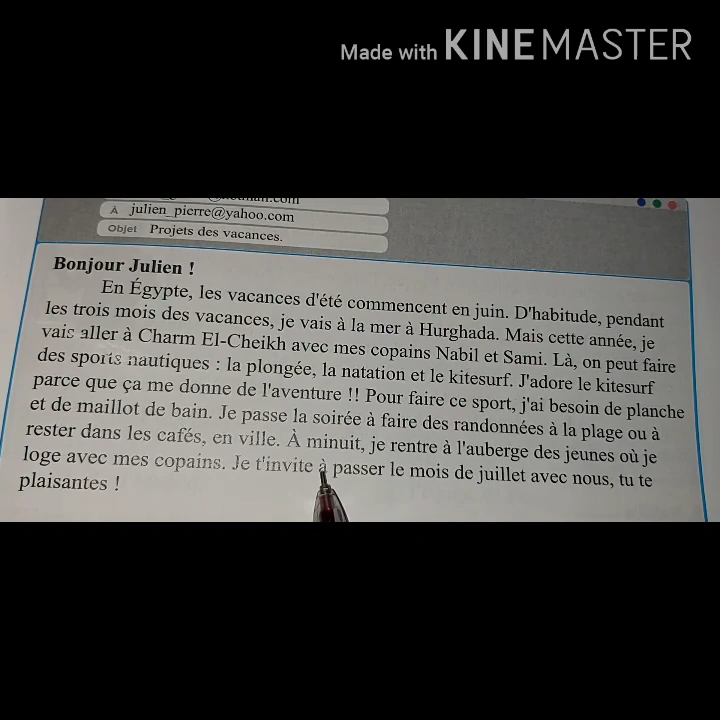 Made with KINEMASTER
À julien_pierre@yahoo.com
Objet Projets des vacances.
Bonjour Julien !
En Égypte, les vacances d'été commencent en juin. D'habitude, pendant
les trois mois des vacances, je vais à la mer à Hurghada. Mais cette année, je
vais aller à Charm El-Cheikh avec mes copains Nabil et Sami. Là, on peut faire
des sports nautiques : la plongée, la natation et le kitesurf. J'adore le kitesurf
parce que ça me donne de l'aventure !! Pour faire ce sport, j'ai besoin de planche
et de maillot de bain. Je passe la soirée à faire des randonnées à la plage ou à
rester dans les cafés, en ville. À minuit, je rentre à l'auberge des jeunes où je
loge avec mes copains. Je t'invite à passer le mois de juillet avec nous, tu te
plaisantes !